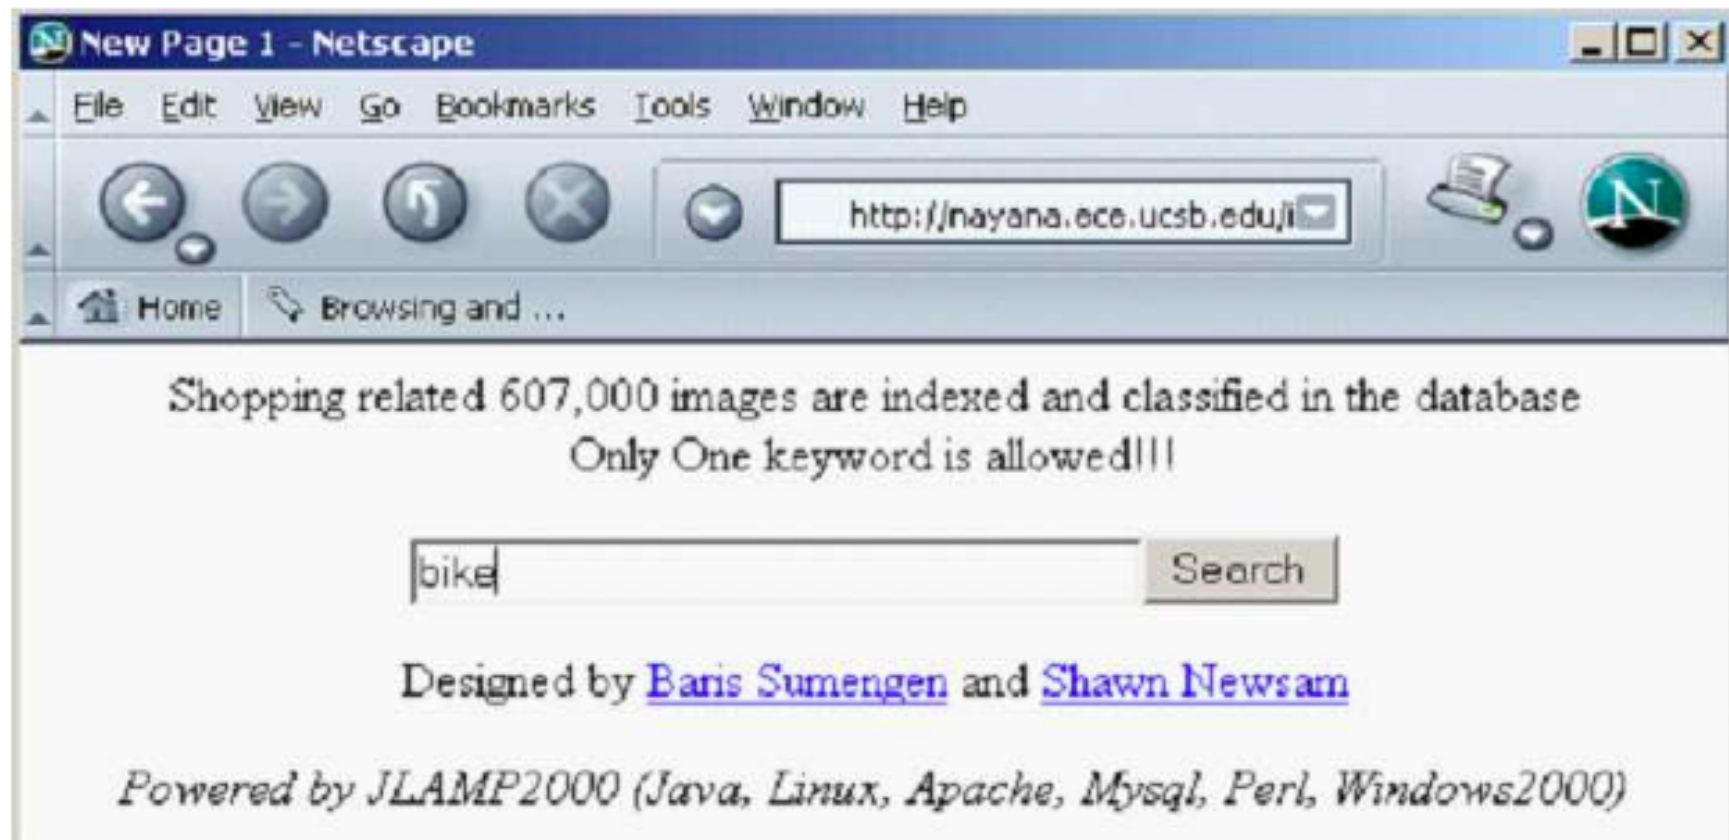 New Page 1 - Netscape
File Edit View Go Bookmarks Tools Window Help
http://nayana.ece.ucsb.edu/i
N
Home Browsing and ...
Shopping related 607,000 images are indexed and classified in the database
Only One keyword is allowed!!!
bike Search
Designed by Baris Sumengen and Shawn Newsam
Powered by JLAMP2000 (Java, Linux, Apache, Mysql, Perl, Windows2000)